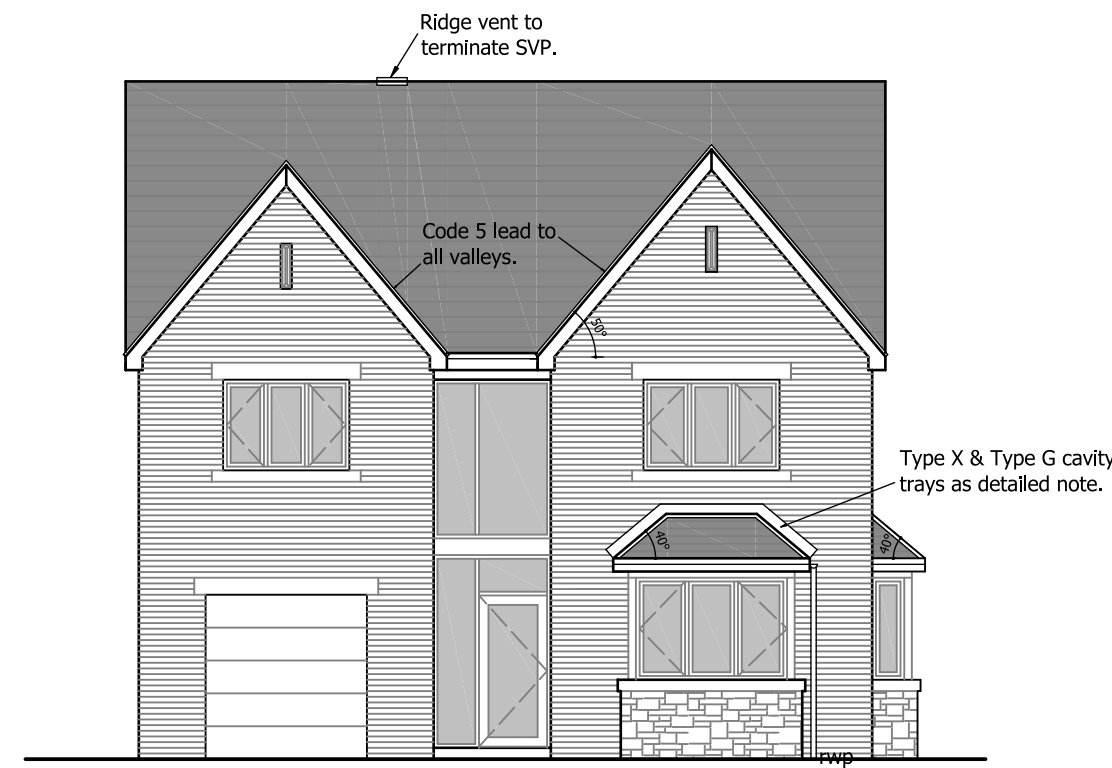 Ridge vent to
terminate SVP.
Code 5 lead to
all valleys.
50°
Type X & Type G cavity
trays as detailed note.
40°
40°
rwp